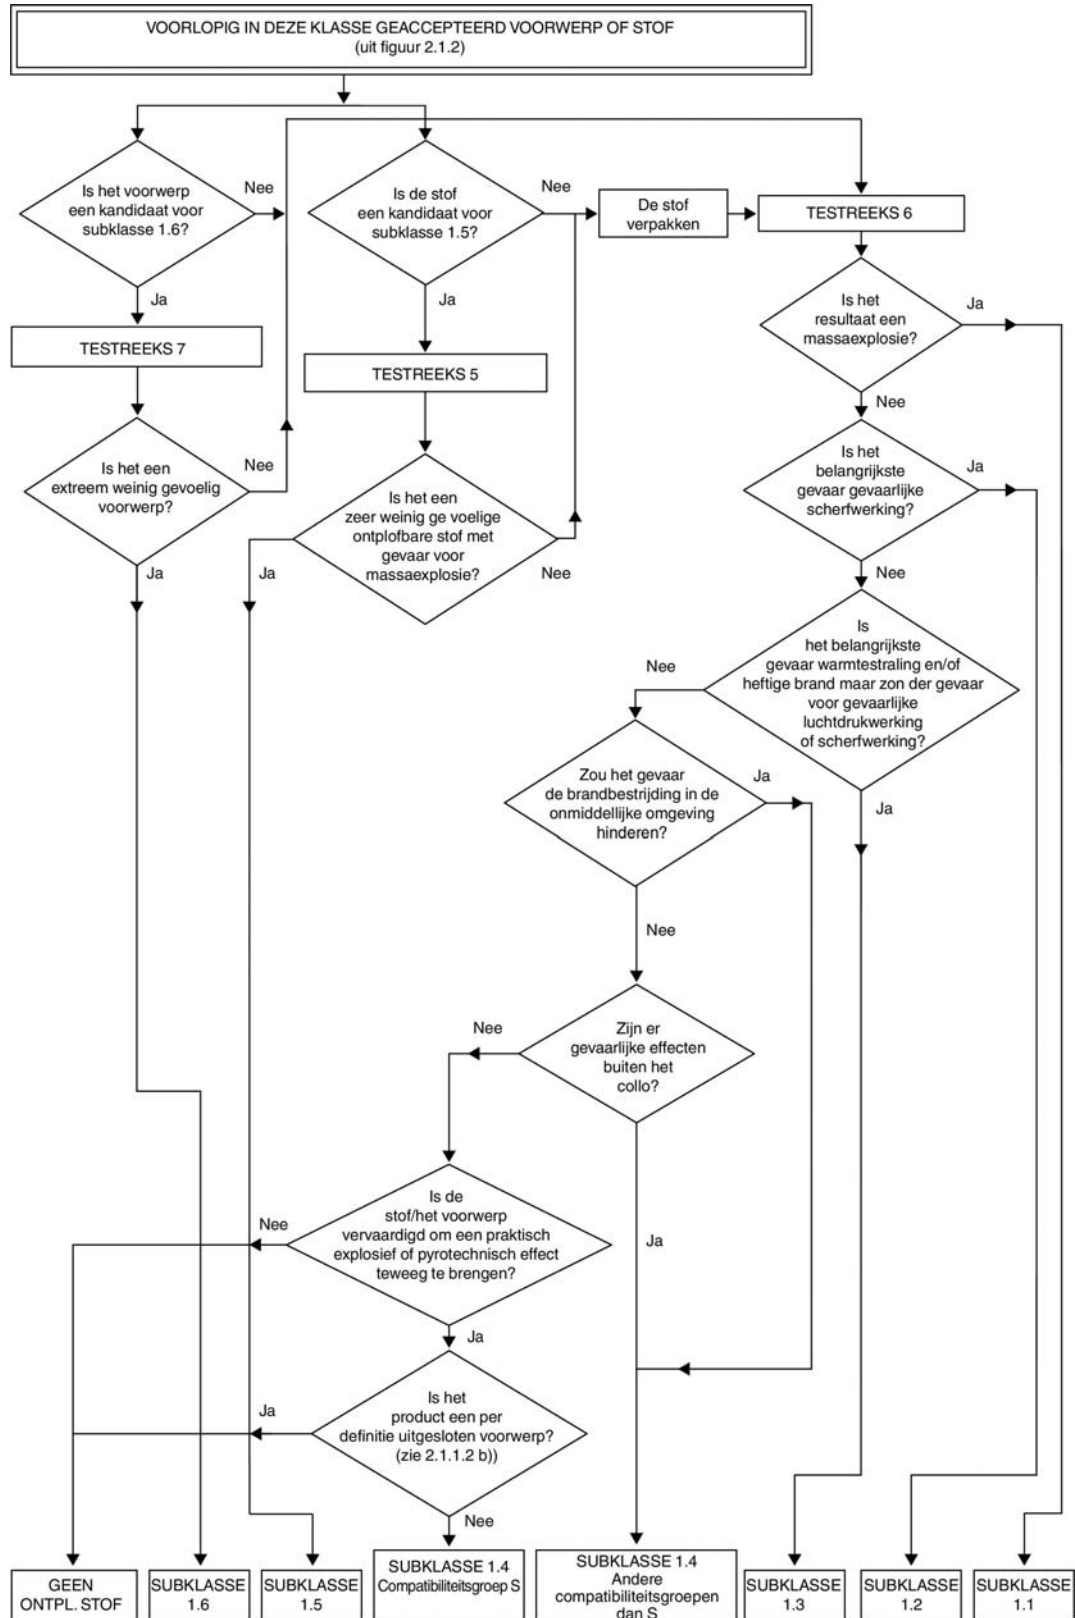 VOORLOPIG IN DEZE KLASSE GEACCEPTEERD VOORWERP OF STOF
(uit figuur 2.1.2)
Is het voorwerp
een kandidaat voor
subklasse 1.6?
Nee
Ja
Is de stof
een kandidaat voor
subklasse 1.5?
Nee
Ja
De stof
verpakken
TESTREEKS 6
TESTREEKS 7
TESTREEKS 5
Is het
resultaat een
massaexplosie?
Ja
Nee
Is het een
extreem weinig gevoelig
voorwerp?
Nee
Ja
Is het een
zeer weinig ge voelige
ontplofbare stof met
gevaar voor
massaexplosie?
Ja
Nee
Is het
belangrijkste
gevaar gevaarlijke
scherfwerking?
Ja
Nee
Is
het belangrijkste
gevaar warmtestraling en/of
heftige brand maar zon der gevaar
voor gevaarlijke
luchtdrukwerking
of scherfwerking?
Nee
Ja
Zou het gevaar
de brandbestrijding in de
onmiddellijke omgeving
hinderen?
Ja
Nee
Zijn er
gevaarlijke effecten
buiten het
collo?
Nee
Ja
Is de
stof/het voorwerp
vervaardigd om een praktisch
explosief of pyrotechnisch effect
teweeg te brengen?
Nee
Ja
Is het
product een per
definitie uitgesloten voorwerp?
(zie 2.1.1.2 b))
Ja
Nee
GEEN
ONTPL. STOF
SUBKLASSE
1.6
SUBKLASSE
1.5
SUBKLASSE 1.4
Compatibiliteitsgroep S
SUBKLASSE 1.4
Andere
compatibiliteitsgroepen
dan S
SUBKLASSE
1.3
SUBKLASSE
1.2
SUBKLASSE
1.1